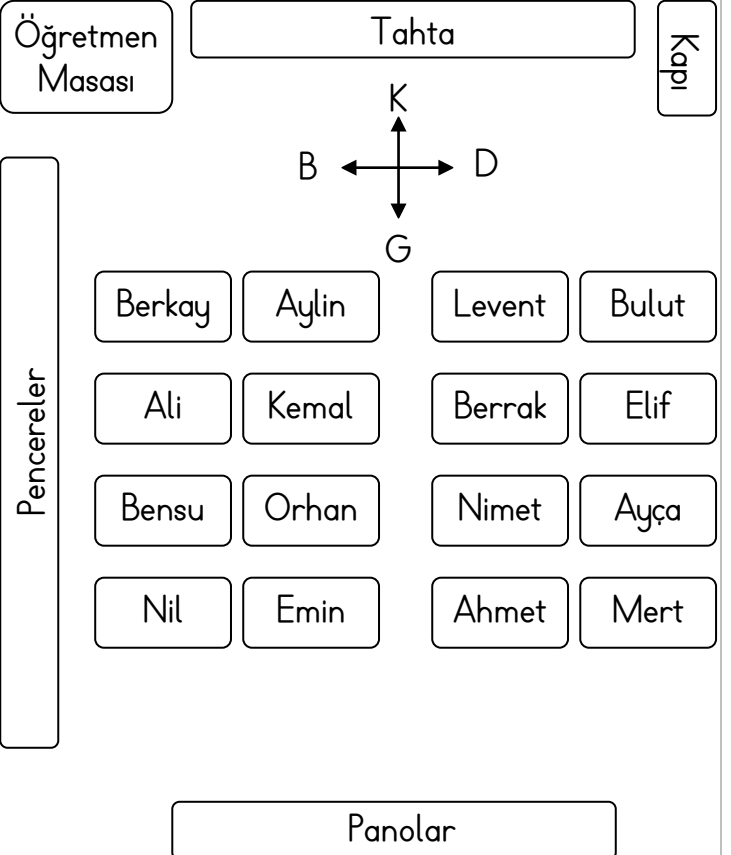 Öğretmen
Masası
Tahta
Kapı
K
B
D
G
Berkay
Aylin
Levent
Bulut
Ali
Kemal
Berrak
Elif
Pencereler
Bensu
Orhan
Nimet
Ayça
Nil
Emin
Ahmet
Mert
Panolar